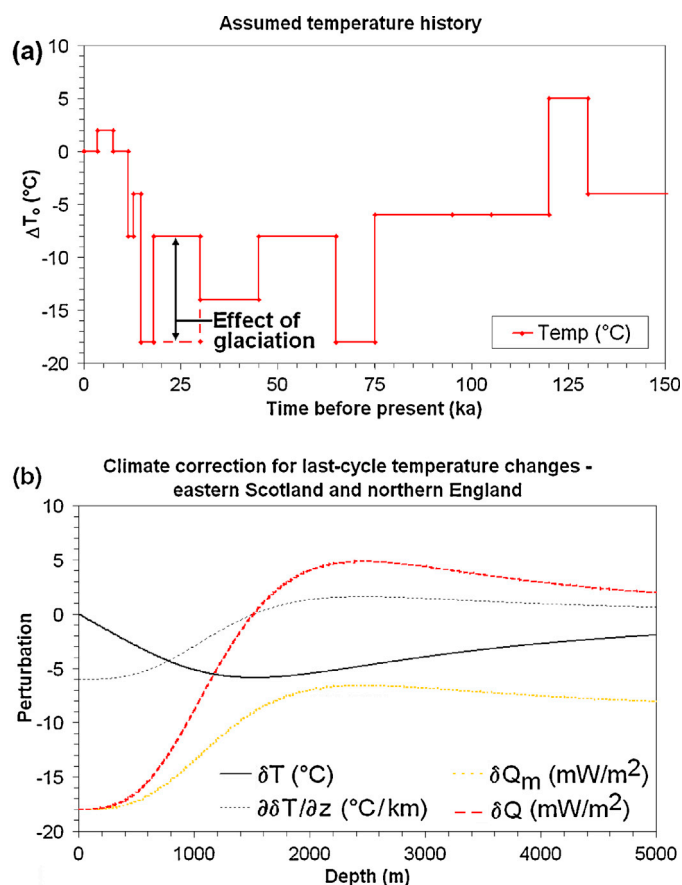 Assumed temperature history
(a)
10
5
0
-5
-10
-15
-20
ΔTₒ (°C)
Effect of
glaciation
Temp (°C)
0 25 50 75 100 125 150
Time before present (ka)
Climate correction for last-cycle temperature changes -
eastern Scotland and northern England
(b)
10
5
0
-5
-10
-15
-20
Perturbation
δT (°C) δQₘ (mW/m²)
∂δT/∂z (°C/km) δQ (mW/m²)
0 1000 2000 3000 4000 5000
Depth (m)